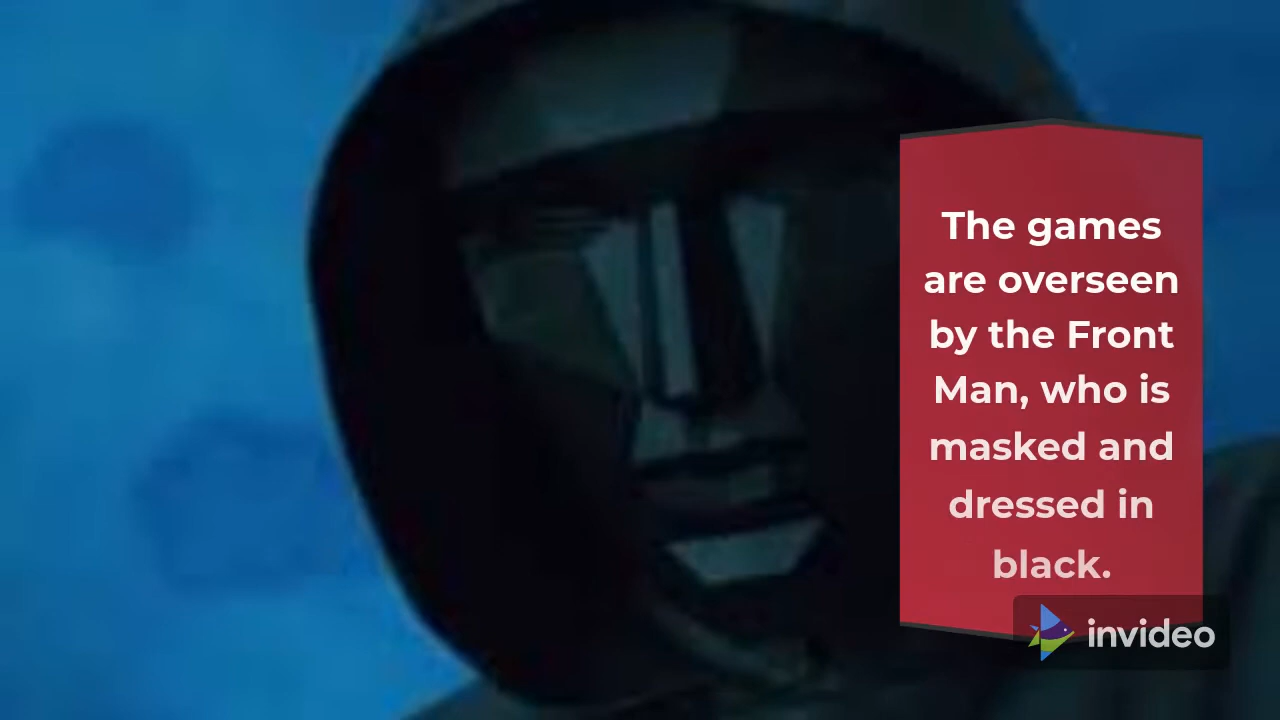 The games
are overseen
by the Front
Man, who is
masked and
dressed in
black.
invideo